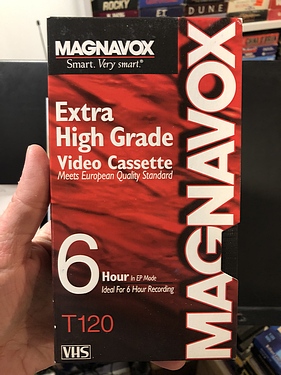 ROCKY
DUNE
MAGNAVOX
Smart. Very smart.®
Extra
High Grade
Video Cassette
Meets European Quality Standard
6 Hour In EP Mode
Ideal For 6 Hour Recording
T120
VHS
MAGNAVOX